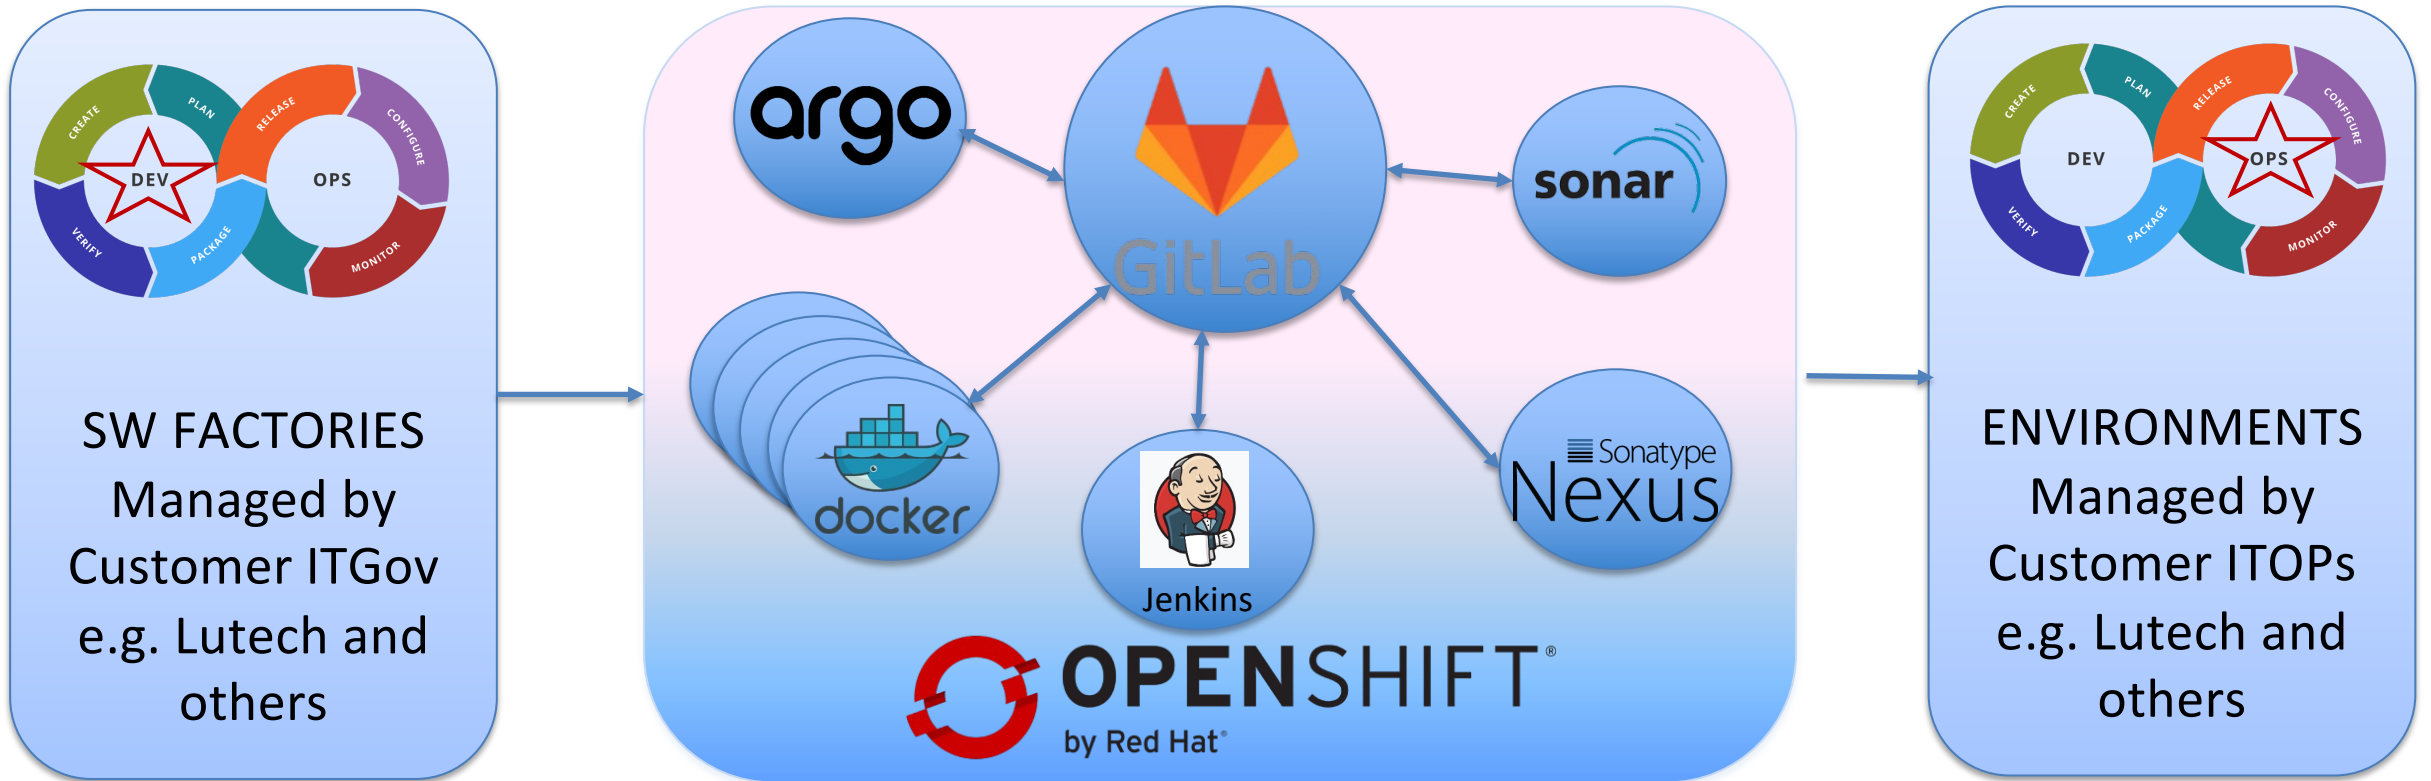 CREATE
PLAN
RELEASE
CONFIGURE
DEV
OPS
VERIFY
PACKAGE
MONITOR
SW FACTORIES
Managed by
Customer ITGov
e.g. Lutech and
others
argo
GitLab
sonar
docker
Jenkins
Sonatype
Nexus
OPENSHIFT®
by Red Hat®
CREATE
PLAN
RELEASE
CONFIGURE
DEV
OPS
VERIFY
PACKAGE
MONITOR
ENVIRONMENTS
Managed by
Customer ITOPs
e.g. Lutech and
others